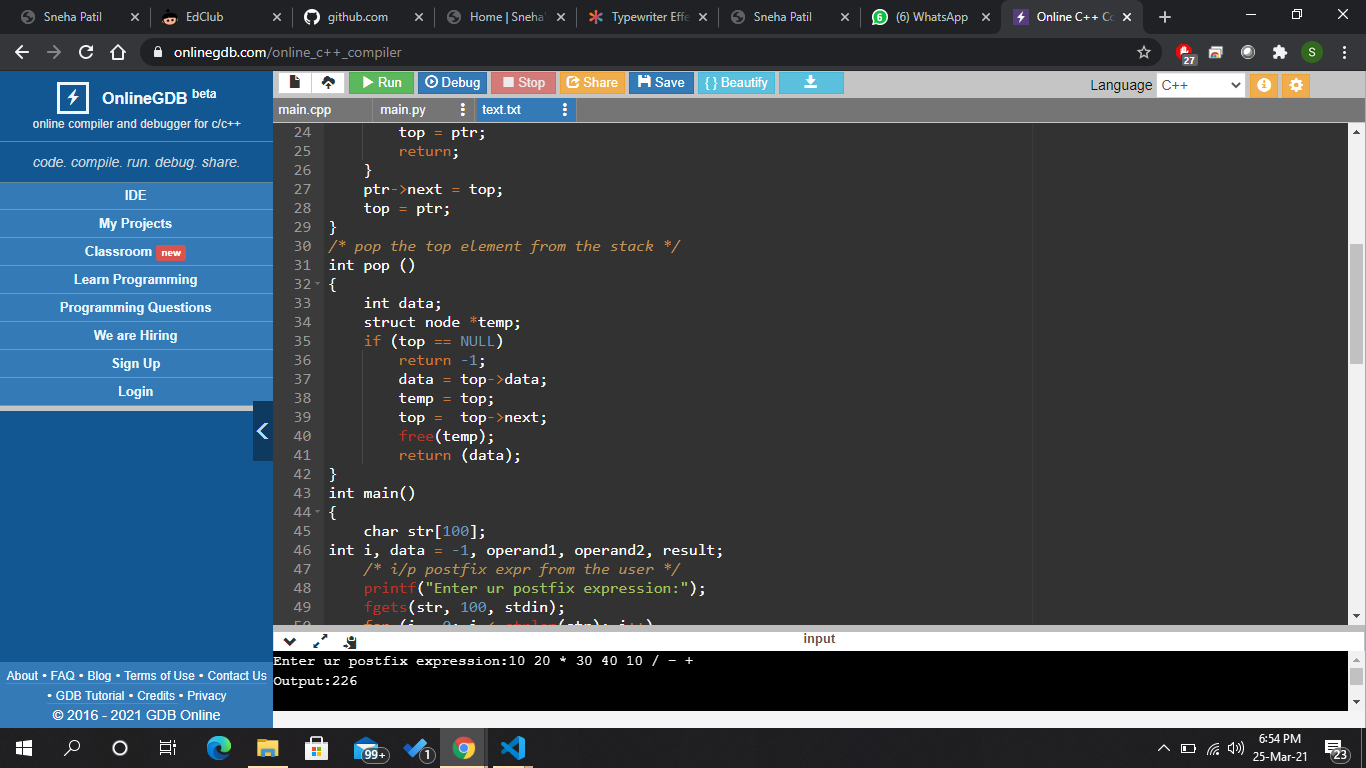 Sneha Patil
EdClub
github.com
Home | Sneha
Typewriter Effe
Sneha Patil
(6) WhatsApp
Online C++ Co
onlinegdb.com/online_c++_compiler
27
S
OnlineGDB beta
online compiler and debugger for c/c++
code. compile. run. debug. share.
IDE
My Projects
Classroom new
Learn Programming
Programming Questions
We are Hiring
Sign Up
Login
About • FAQ • Blog • Terms of Use • Contact Us
• GDB Tutorial • Credits • Privacy
© 2016 - 2021 GDB Online
Run Debug Stop Share Save { } Beautify
Language C++
main.cpp main.py text.txt
24 top = ptr;
25 return;
26 }
27 ptr->next = top;
28 top = ptr;
29 }
30 /* pop the top element from the stack */
31 int pop ()
32 {
33 int data;
34 struct node *temp;
35 if (top == NULL)
36 return -1;
37 data = top->data;
38 temp = top;
39 top =  top->next;
40 free(temp);
41 return (data);
42 }
43 int main()
44 {
45 char str[100];
46 int i, data = -1, operand1, operand2, result;
47 /* i/p postfix expr from the user */
48 printf("Enter ur postfix expression:");
49 fgets(str, 100, stdin);
50 for (i = 0; i < strlen(str); i++)
input
Enter ur postfix expression:10 20 * 30 40 10 / - +
Output:226
99+
1
6:54 PM
25-Mar-21
23